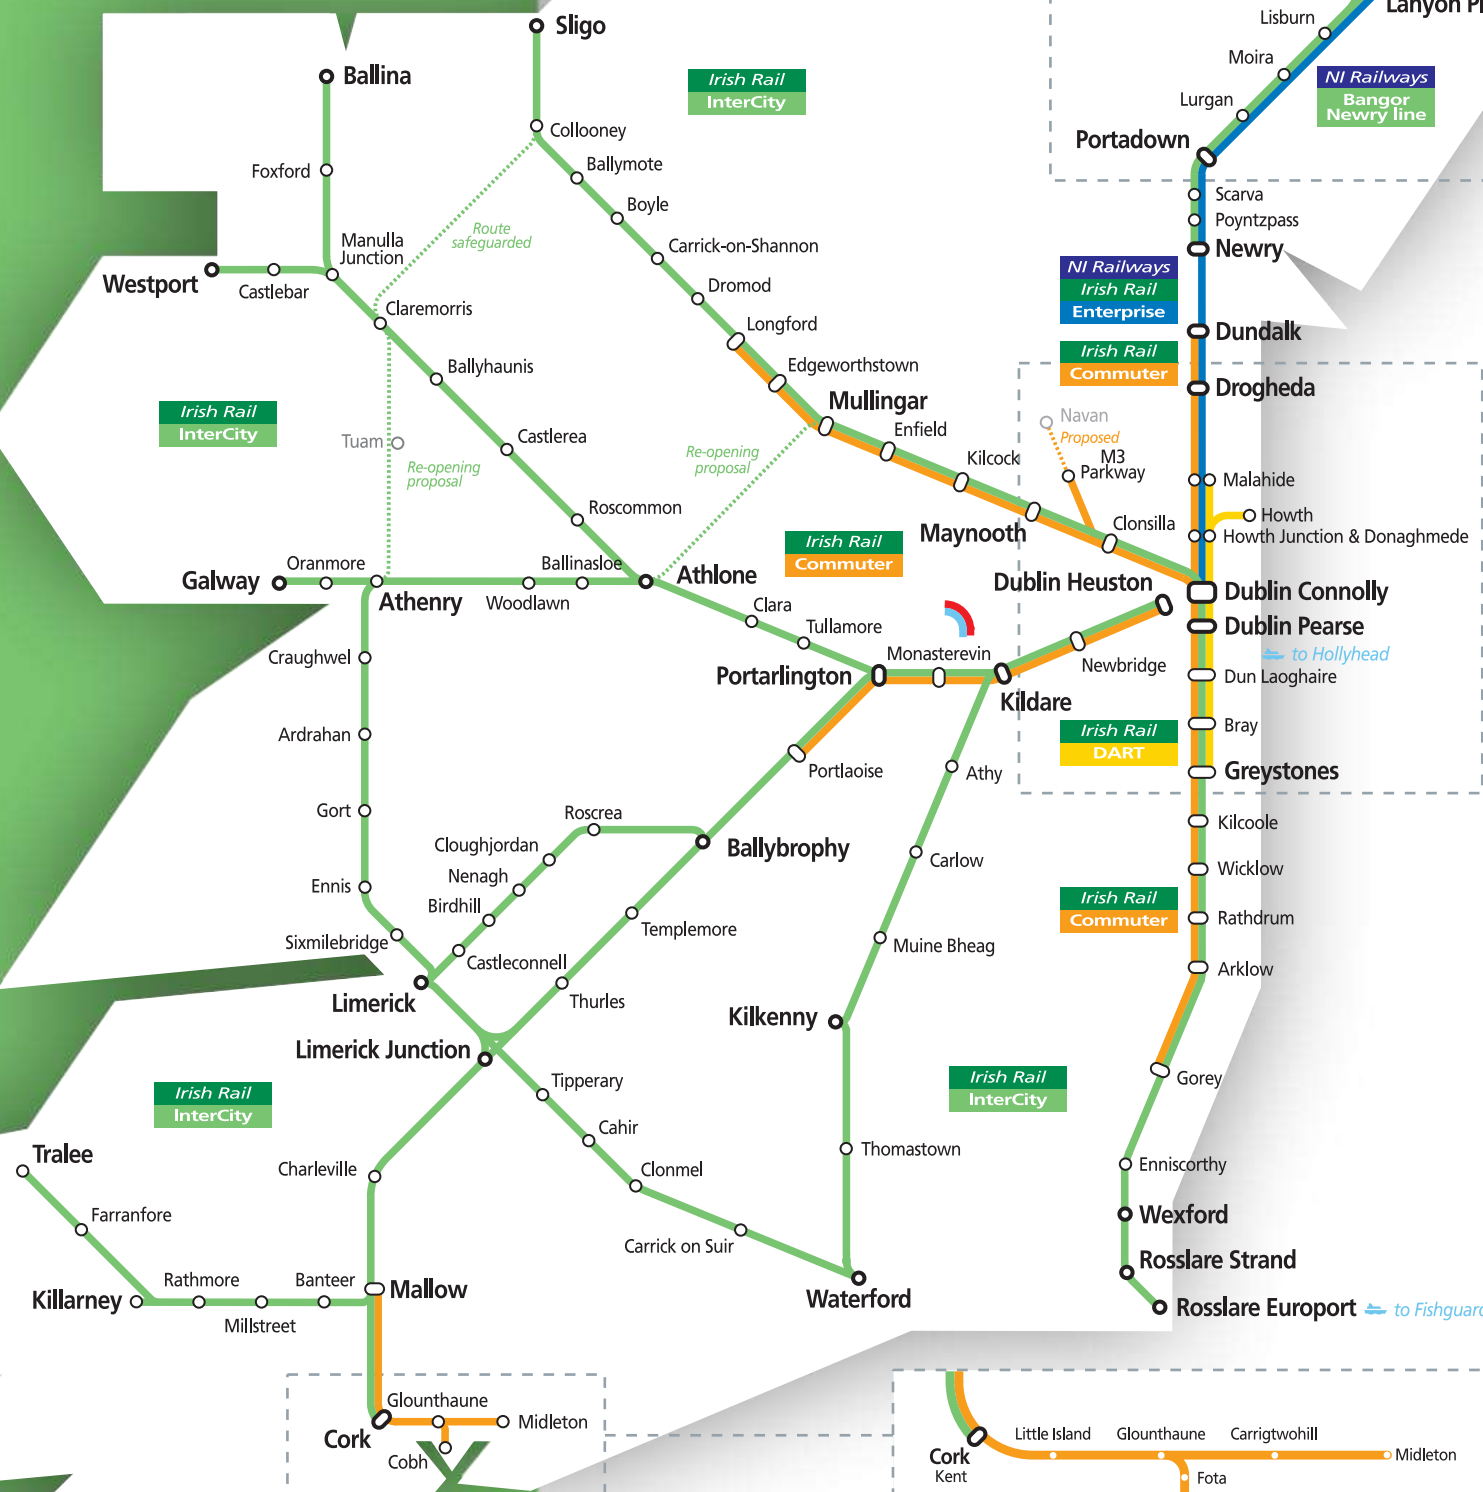 Sligo
Ballina
Irish Rail
InterCity
Lisburn
Moira
Lurgan
Portadown
NI Railways
Bangor
Newry line
Collooney
Ballymote
Foxford
Boyle
Route
safeguarded
Carrick-on-Shannon
Scarva
Poyntzpass
Newry
Manulla
Junction
Westport
Castlebar
Dromod
NI Railways
Irish Rail
Enterprise
Claremorris
Longford
Dundalk
Irish Rail
Commuter
Edgeworthstown
Ballyhaunis
Drogheda
Mullingar
Irish Rail
InterCity
Enfield
Navan
Proposed
M3
Parkway
Tuam
Castlerea
Re-opening
proposal
Re-opening
proposal
Kilcock
Malahide
Roscommon
Howth
Clonsilla
Maynooth
Howth Junction & Donaghmede
Irish Rail
Commuter
Oranmore
Ballinasloe
Galway
Athlone
Dublin Heuston
Dublin Connolly
Athenry
Woodlawn
Clara
Tullamore
Dublin Pearse
to Hollyhead
Craughwel
Monasterevin
Newbridge
Portarlington
Dun Laoghaire
Kildare
Ardrahan
Irish Rail
DART
Bray
Portlaoise
Athy
Greystones
Gort
Roscrea
Kilcoole
Cloughjordan
Ballybrophy
Carlow
Nenagh
Wicklow
Ennis
Birdhill
Irish Rail
Commuter
Rathdrum
Templemore
Sixmilebridge
Muine Bheag
Castleconnell
Arklow
Limerick
Thurles
Kilkenny
Limerick Junction
Tipperary
Gorey
Irish Rail
InterCity
Irish Rail
InterCity
Cahir
Tralee
Charleville
Clonmel
Thomastown
Enniscorthy
Farranfore
Wexford
Carrick on Suir
Rosslare Strand
Rathmore
Banteer
Mallow
Killarney
Waterford
Rosslare Europort
Millstreet
Glounthaune
Midleton
Cork
Cobh
Little Island
Glounthaune
Carrigtwohill
Cork
Kent
Midleton
Fota